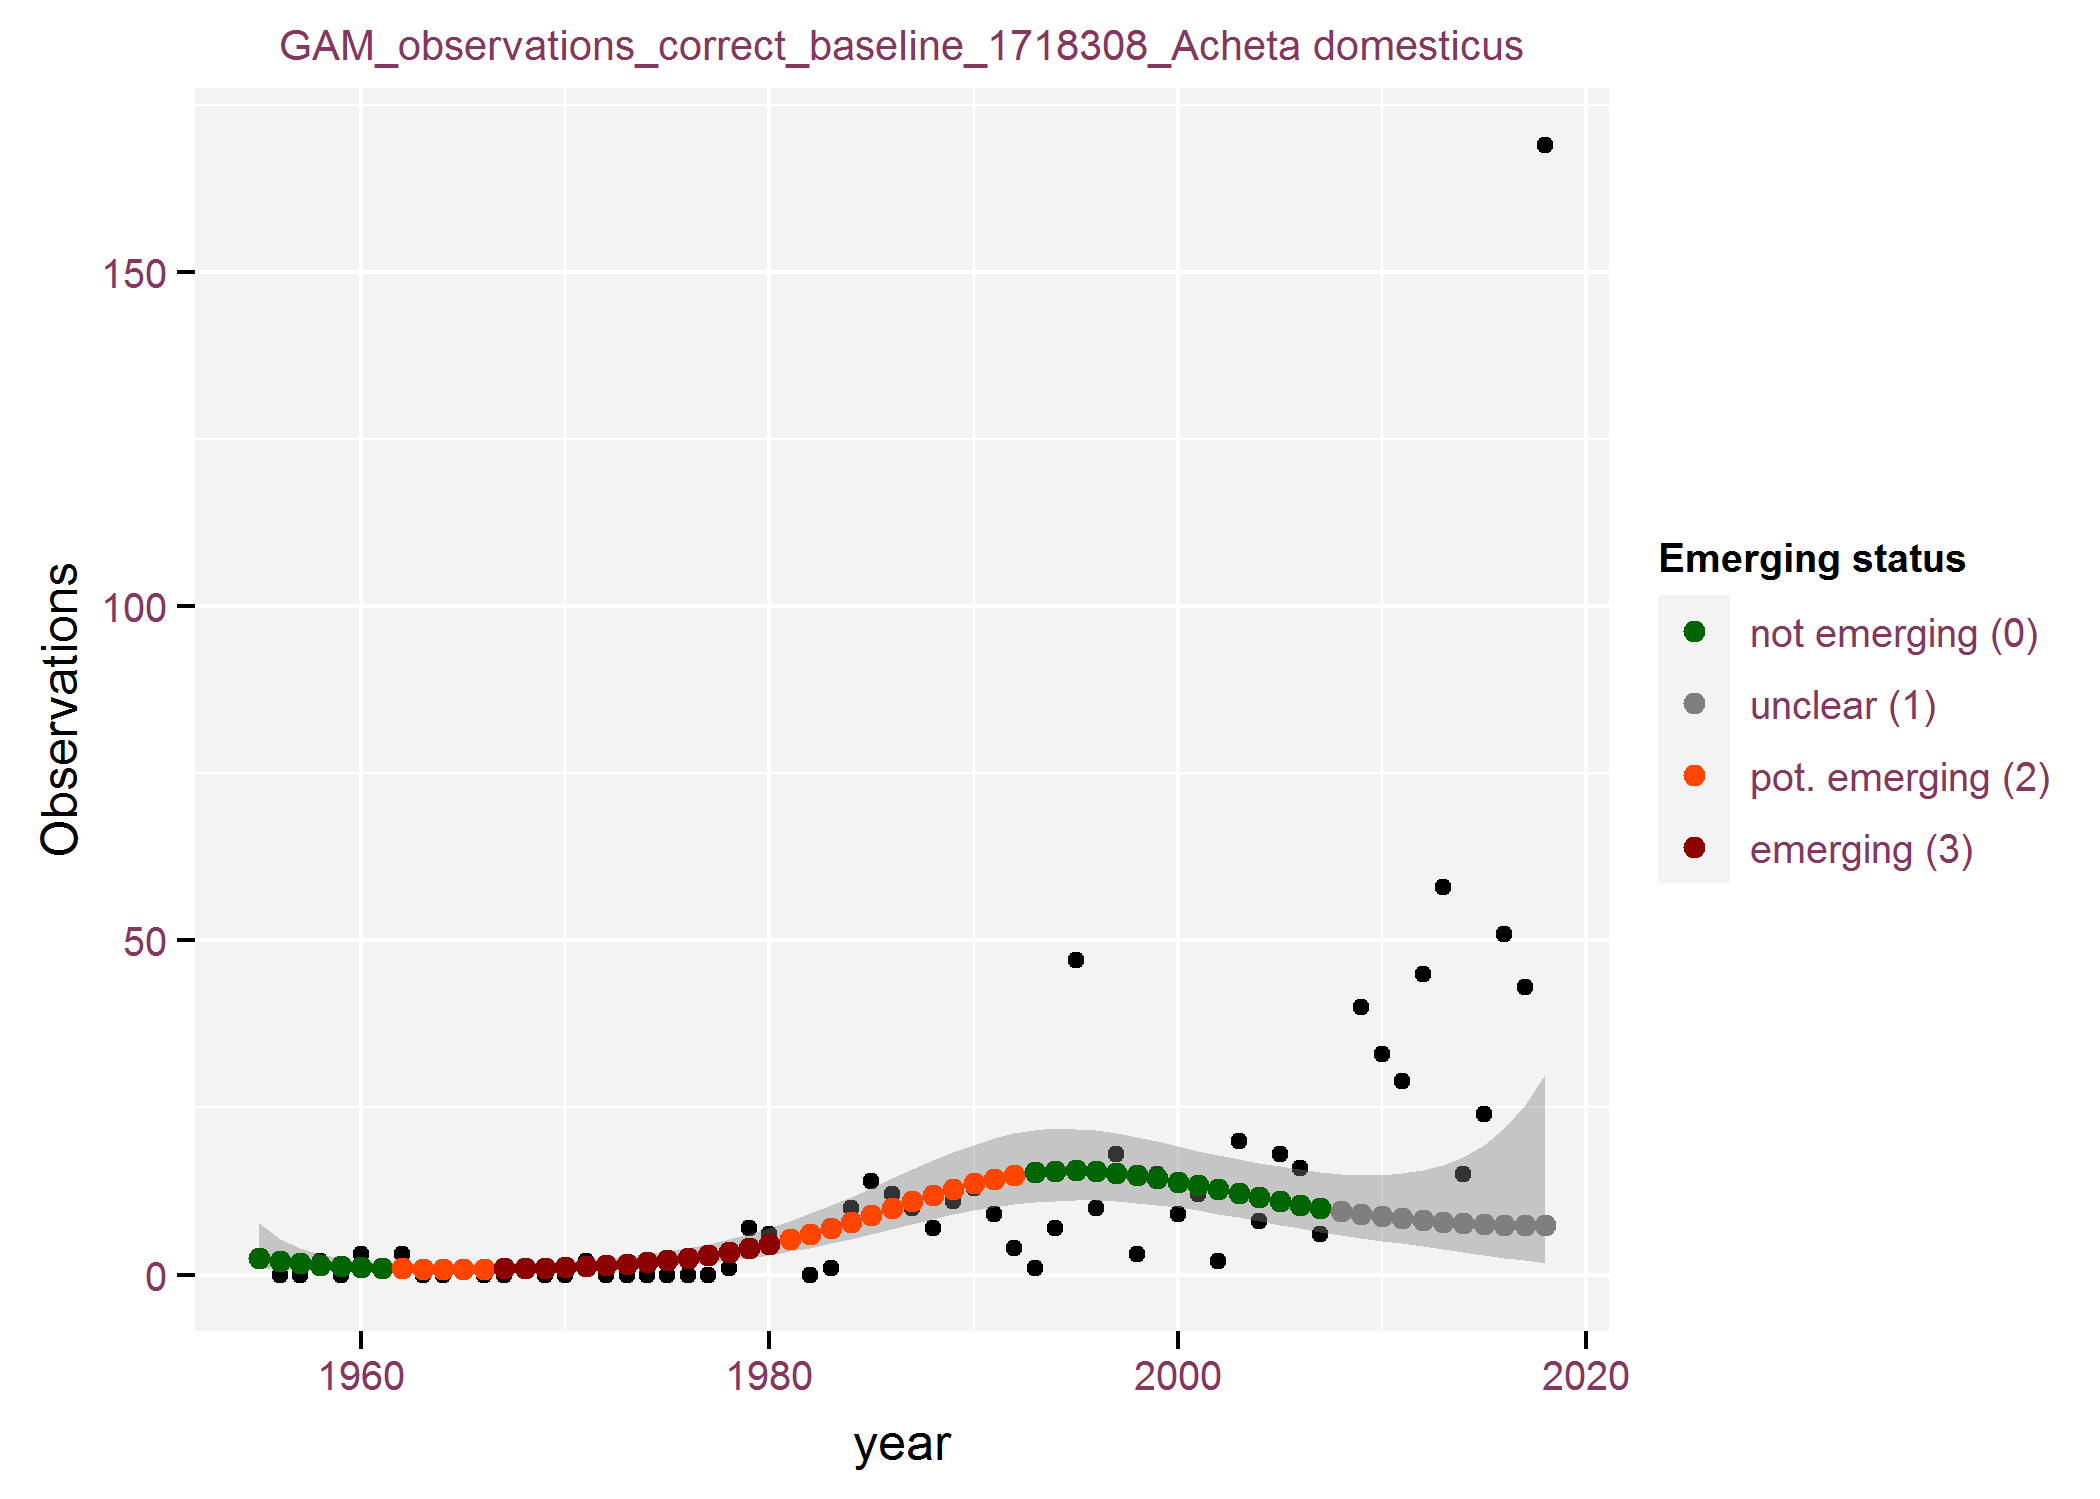 GAM_observations_correct_baseline_1718308_Acheta domesticus
Observations
150
100
50
0
1960
1980
2000
2020
year
Emerging status
not emerging (0)
unclear (1)
pot. emerging (2)
emerging (3)